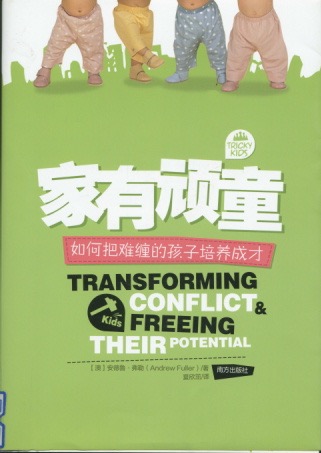 TRICKY
KIDS
家有顽童
如何把难缠的孩子培养成才
TRANSFORMING
CONFLICT &
Kids
FREEING
THEIR POTENTIAL
[澳] 安德鲁·弗勒 (Andrew Fuller) /著
南方出版社